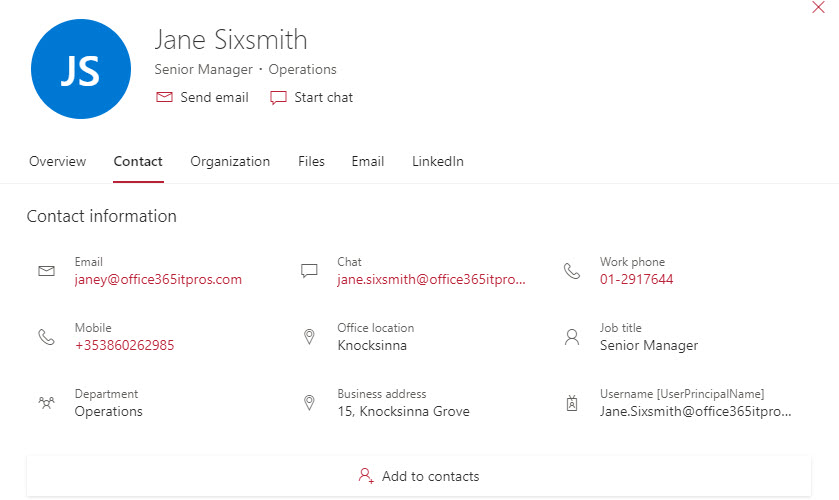 JS
Jane Sixsmith
Senior Manager · Operations
Send email Start chat
Overview Contact Organization Files Email LinkedIn
Contact information
Email Chat Work phone
janey@office365itpros.com jane.sixsmith@office365itpro... 01-2917644
Mobile Office location Job title
+353860262985 Knocksinna Senior Manager
Department Business address Username [UserPrincipalName]
Operations 15, Knocksinna Grove Jane.Sixsmith@office365itpro...
Add to contacts